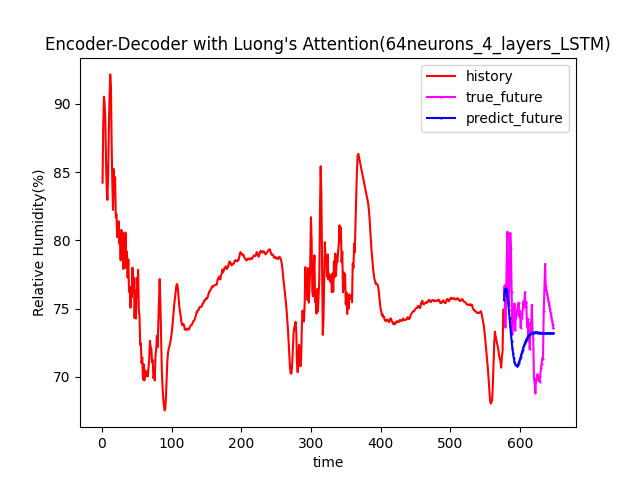 Encoder-Decoder with Luong's Attention(64neurons_4_layers_LSTM)
history
true_future
predict_future
Relative Humidity(%)
90
85
80
75
70
0 100 200 300 400 500 600
time